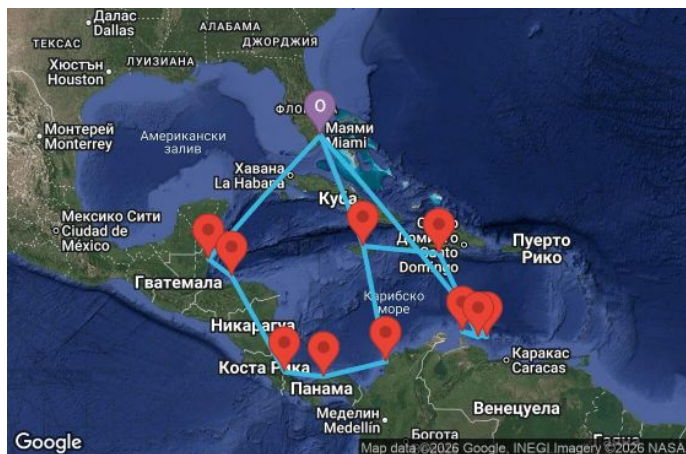 Далас
Dallas
АЛАБАМА
ТЕКСАС
ДЖОРДЖИЯ
ЛУИЗИАНА
Хюстън
Houston
O
Монтерей
Monterrey
Американски
залив
Маями
Miami
Хавана
La Habana
Куба
Мексико Сити
Ciudad de
México
Пуерто
Рико
Domingo
Гватемала
Карибско
море
Никарагуа
Коста Рика
Каракас
Caracas
Панама
Меделин
Medellín
Венецуела
Богота
Google
Map data ©2026 Google, INEGI Imagery ©2026 NASA